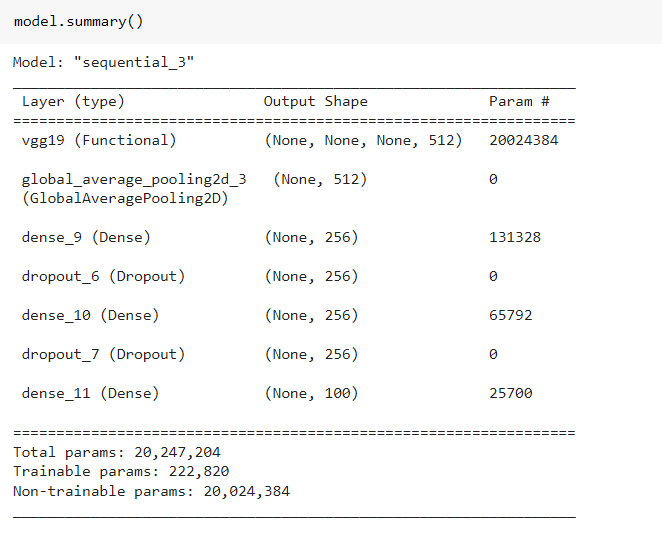 model.summary()
Model: "sequential_3"
Layer (type) Output Shape Param #
vgg19 (Functional) (None, None, None, 512) 20024384
global_average_pooling2d_3 (None, 512) 0
(GlobalAveragePooling2D)
dense_9 (Dense) (None, 256) 131328
dropout_6 (Dropout) (None, 256) 0
dense_10 (Dense) (None, 256) 65792
dropout_7 (Dropout) (None, 256) 0
dense_11 (Dense) (None, 100) 25700
Total params: 20,247,204
Trainable params: 222,820
Non-trainable params: 20,024,384